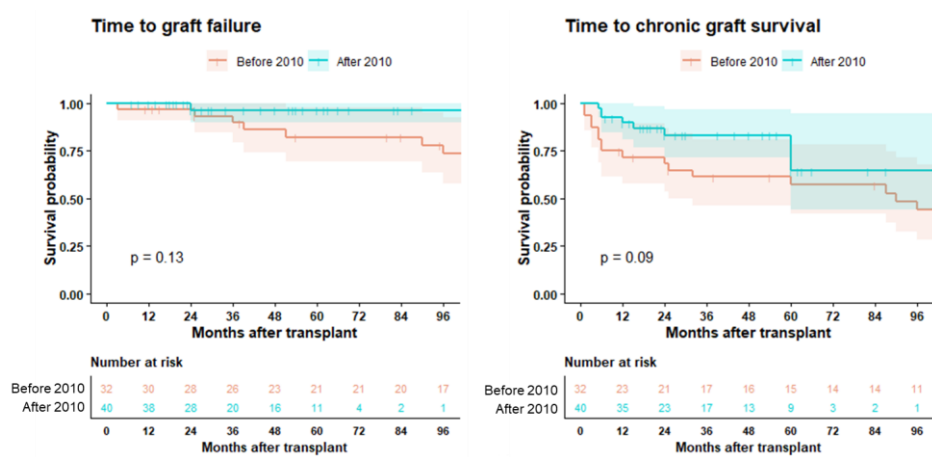 Time to graft failure
Before 2010 After 2010
Survival probability
1.00
0.75
0.50
0.25
0.00
p = 0.13
0 12 24 36 48 60 72 84 96
Months after transplant
Number at risk
Before 2010 32 30 28 26 23 21 21 20 17
After 2010 40 38 28 20 16 11 4 2 1
0 12 24 36 48 60 72 84 96
Months after transplant
Time to chronic graft survival
Before 2010 After 2010
Survival probability
1.00
0.75
0.50
0.25
0.00
p = 0.09
0 12 24 36 48 60 72 84 96
Months after transplant
Number at risk
Before 2010 32 23 21 17 16 15 14 14 11
After 2010 40 35 23 17 13 9 3 2 1
0 12 24 36 48 60 72 84 96
Months after transplant